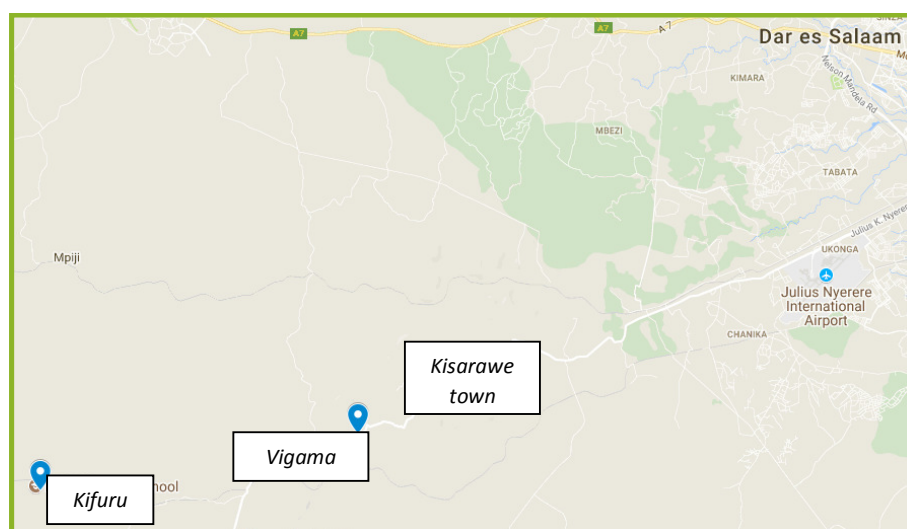 A7
A 7
A7
Dar es Salaam
KIMARA
Nelson Mandela Rd
MBEZI
TABATA
Julius K. Nyerere
UKONGA
Mpiji
Julius Nyerere
International
Airport
CHANIKA
Kisarawe
town
Vigama
Kifuru